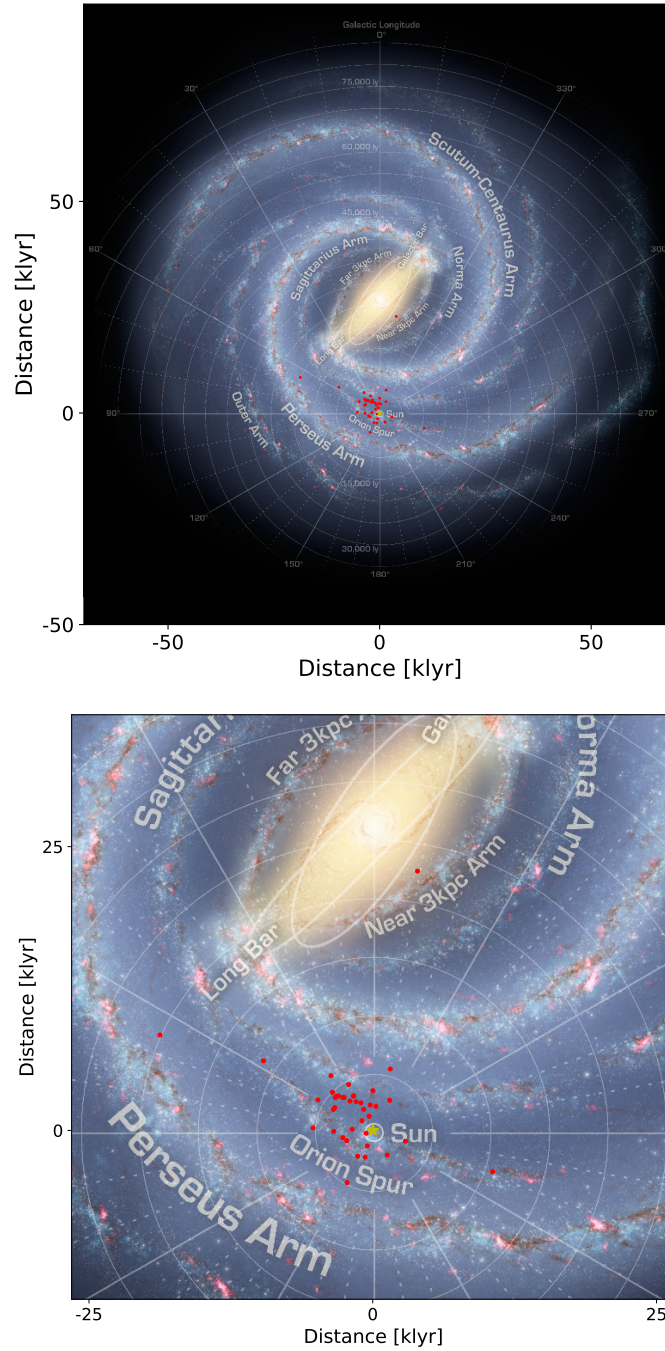 Galactic Longitude
0°
30°
330°
75,000 ly
60,000 ly
Scutum-Centaurus Arm
50
45,000 ly
Sagittarius Arm
Far 3kpc Arm
Galactic Bar
Norma Arm
60°
300
Near 3kpc Arm
Long Bar
Distance [klyr]
0
80°
Outer Arm
Perseus Arm
Orion Spur
Sun
270°
15,000 ly
120°
240°
30,000 ly
150°
180°
210°
-50
-50
0
50
Distance [klyr]
Sagittari
Far 3kpc A
Ga
orma Arm
25
Near 3kpc Arm
Long Bar
Distance [klyr]
0
Sun
Orion Spur
Perseus Arm
-25
0
25
Distance [klyr]